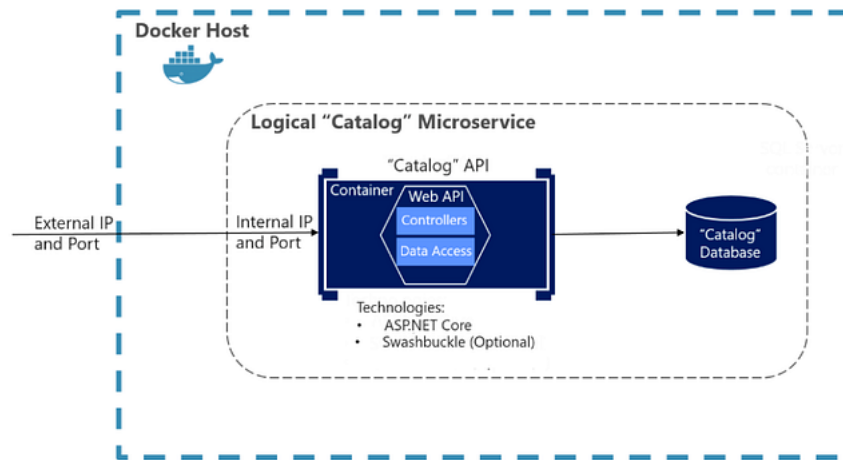 Docker Host
Logical “Catalog” Microservice
“Catalog” API
Container
Web API
Controllers
Data Access
External IP
and Port
Internal IP
and Port
“Catalog”
Database
Technologies:
• ASP.NET Core
• Swashbuckle (Optional)